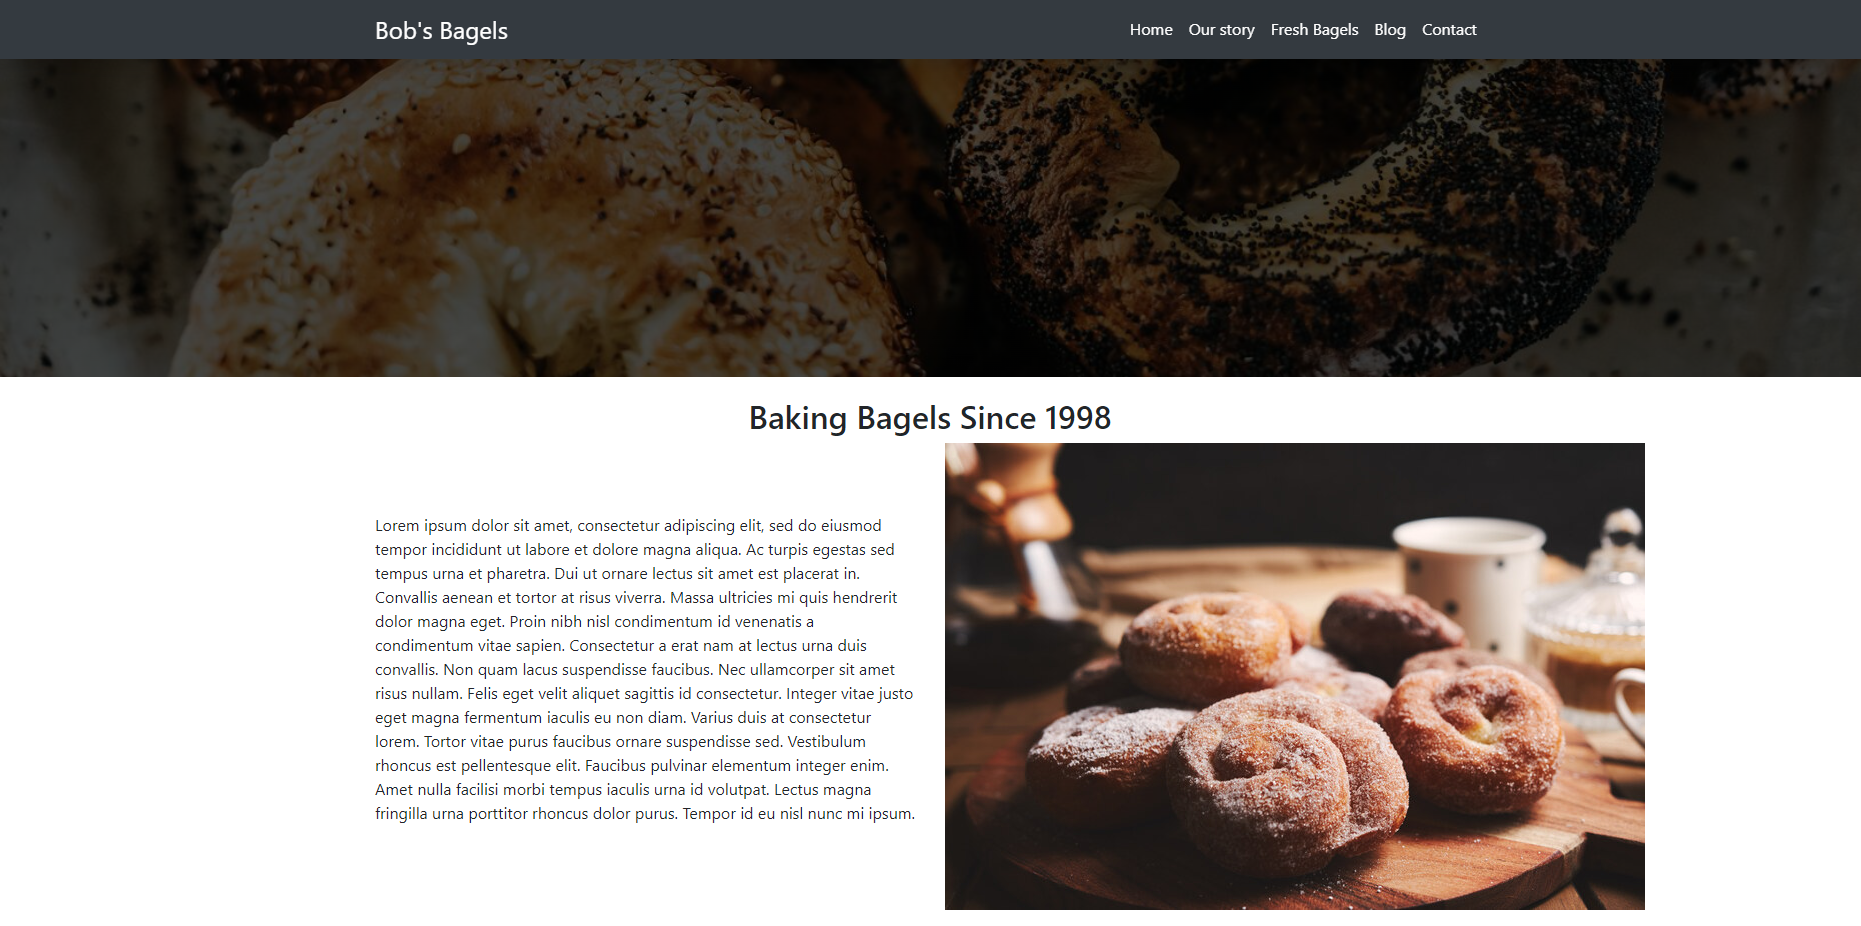 Bob's Bagels
Home Our story Fresh Bagels Blog Contact
Baking Bagels Since 1998
Lorem ipsum dolor sit amet, consectetur adipiscing elit, sed do eiusmod
tempor incididunt ut labore et dolore magna aliqua. Ac turpis egestas sed
tempus urna et pharetra. Dui ut ornare lectus sit amet est placerat in.
Convallis aenean et tortor at risus viverra. Massa ultricies mi quis hendrerit
dolor magna eget. Proin nibh nisl condimentum id venenatis a
condimentum vitae sapien. Consectetur a erat nam at lectus urna duis
convallis. Non quam lacus suspendisse faucibus. Nec ullamcorper sit amet
risus nullam. Felis eget velit aliquet sagittis id consectetur. Integer vitae justo
eget magna fermentum iaculis eu non diam. Varius duis at consectetur
lorem. Tortor vitae purus faucibus ornare suspendisse sed. Vestibulum
rhoncus est pellentesque elit. Faucibus pulvinar elementum integer enim.
Amet nulla facilisi morbi tempus iaculis urna id volutpat. Lectus magna
fringilla urna porttitor rhoncus dolor purus. Tempor id eu nisl nunc mi ipsum.